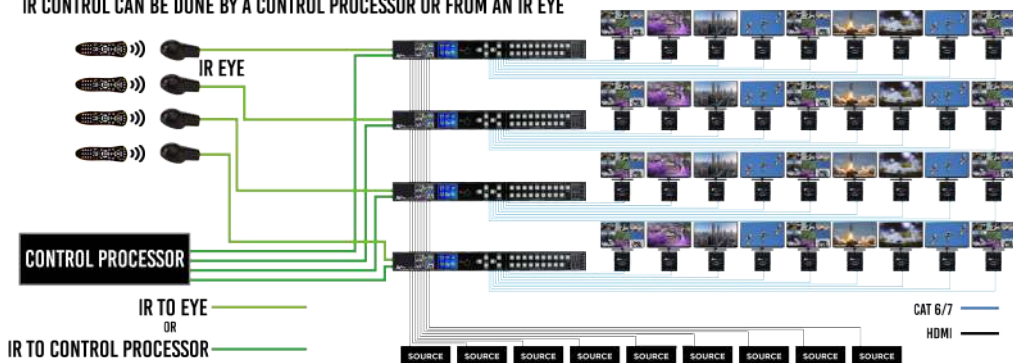 IR CONTROL CAN BE DONE BY A CONTROL PROCESSOR OR FROM AN IR EYE
IR EYE
CONTROL PROCESSOR
IR TO EYE
OR
IR TO CONTROL PROCESSOR
CAT 6/7
HDMI
SOURCE SOURCE SOURCE SOURCE SOURCE SOURCE SOURCE SOURCE